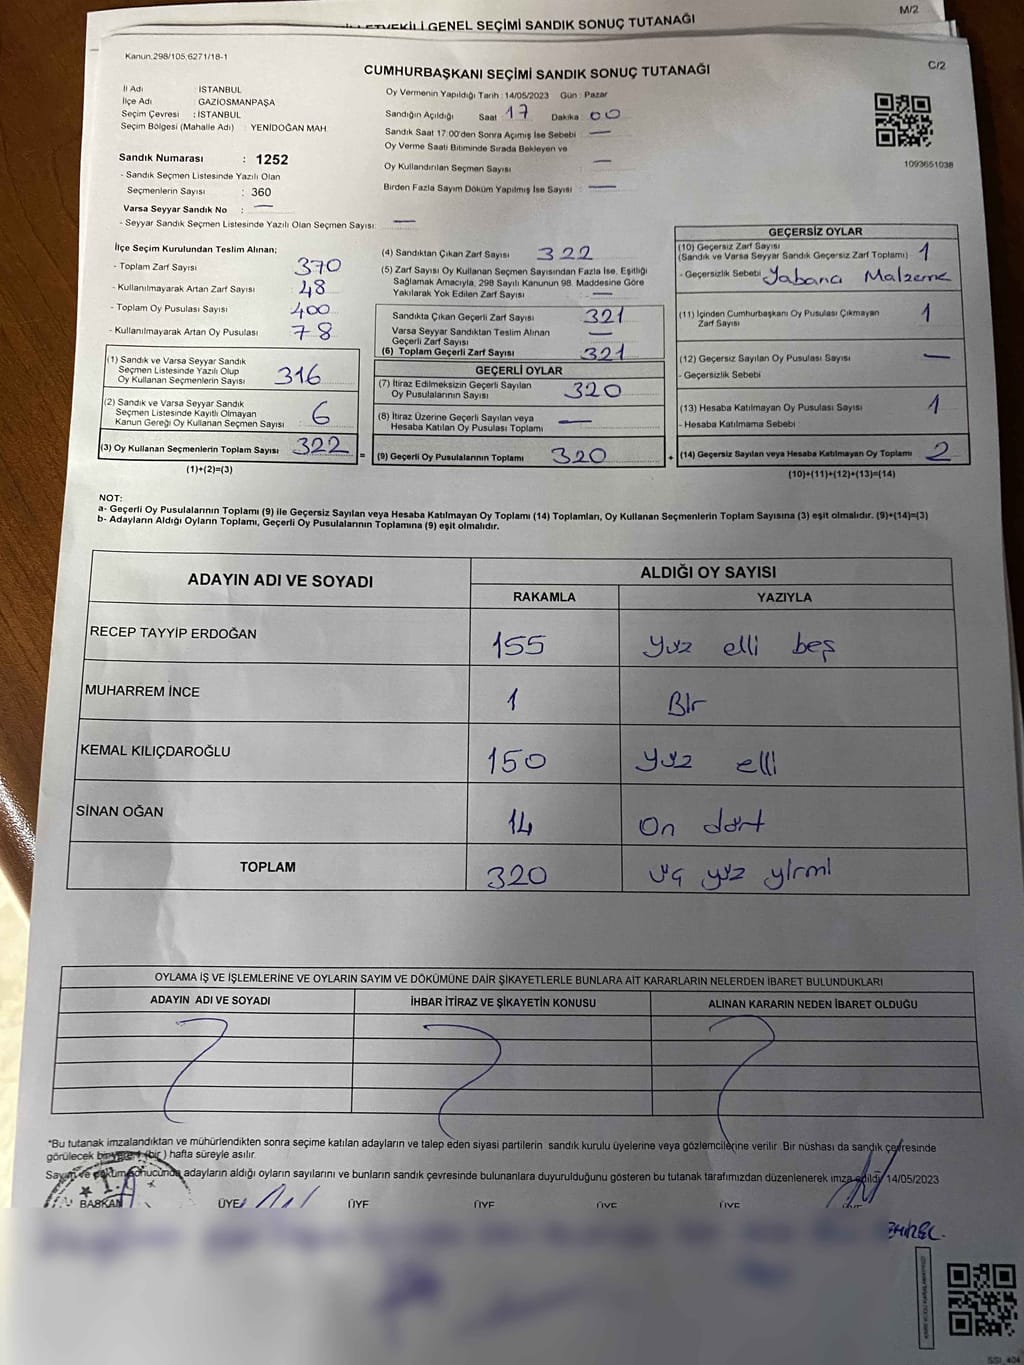 M/2
GENEL SEÇİMİ SANDIK SONUÇ TUTANAĞI
Kanun.298/105,6271/18-1
C/2
CUMHURBAŞKANI SEÇİMİ SANDIK SONUÇ TUTANAĞI
İl Adı : İSTANBUL
İlçe Adı : GAZİOSMANPAŞA
Seçim Çevresi : İSTANBUL
Seçim Bölgesi (Mahalle Adı) : YENİDOĞAN MAH
Sandık Numarası : 1252
- Sandık Seçmen Listesinde Yazılı Olan
Seçmenlerin Sayısı : 360
Varsa Seyyar Sandık No : —
- Seyyar Sandık Seçmen Listesinde Yazılı Olan Seçmen Sayısı: —
Oy Vermenin Yapıldığı Tarih : 14/05/2023 Gün : Pazar
Sandığın Açıldığı Saat 17 Dakika 00
Sandık Saat 17:00'den Sonra Açımış İse Sebebi —
Oy Verme Saati Bitiminde Sırada Bekleyen ve
Oy Kullandırılan Seçmen Sayısı —
Birden Fazla Sayım Döküm Yapılmış İse Sayısı —
1093651038
İlçe Seçim Kurulundan Teslim Alınan;
- Toplam Zarf Sayısı 370
- Kullanılmayarak Artan Zarf Sayısı 48
- Toplam Oy Pusulası Sayısı 400
- Kullanılmayarak Artan Oy Pusulası 78
(1) Sandık ve Varsa Seyyar Sandık
Seçmen Listesinde Yazılı Olup
Oy Kullanan Seçmenlerin Sayısı 316
(2) Sandık ve Varsa Seyyar Sandık
Seçmen Listesinde Kayıtlı Olmayan
Kanun Gereği Oy Kullanan Seçmen Sayısı 6
(3) Oy Kullanan Seçmenlerin Toplam Sayısı 322 =
(1)+(2)=(3)
(4) Sandıktan Çıkan Zarf Sayısı 322
(5) Zarf Sayısı Oy Kullanan Seçmen Sayısından Fazla İse, Eşitliği
Sağlamak Amacıyla, 298 Sayılı Kanunun 98. Maddesine Göre
Yakılarak Yok Edilen Zarf Sayısı —
Sandıkta Çıkan Geçerli Zarf Sayısı 321
Varsa Seyyar Sandıktan Teslim Alınan
Geçerli Zarf Sayısı —
(6) Toplam Geçerli Zarf Sayısı 321
GEÇERLİ OYLAR
(7) İtiraz Edilmeksizin Geçerli Sayılan
Oy Pusulalarının Sayısı 320
(8) İtiraz Üzerine Geçerli Sayılan veya
Hesaba Katılan Oy Pusulası Toplamı —
(9) Geçerli Oy Pusulalarının Toplamı 320 +
GEÇERSİZ OYLAR
(10) Geçersiz Zarf Sayısı
(Sandık ve Varsa Seyyar Sandık Geçersiz Zarf Toplamı) 1
- Geçersizlik Sebebi Yabancı Malzeme
(11) İçinden Cumhurbaşkanı Oy Pusulası Çıkmayan
Zarf Sayısı 1
(12) Geçersiz Sayılan Oy Pusulası Sayısı —
- Geçersizlik Sebebi
(13) Hesaba Katılmayan Oy Pusulası Sayısı 1
- Hesaba Katılmama Sebebi
(14) Geçersiz Sayılan veya Hesaba Katılmayan Oy Toplamı 2
(10)+(11)+(12)+(13)=(14)
NOT:
a- Geçerli Oy Pusulalarının Toplamı (9) ile Geçersiz Sayılan veya Hesaba Katılmayan Oy Toplamı (14) Toplamları, Oy Kullanan Seçmenlerin Toplam Sayısına (3) eşit olmalıdır. (9)+(14)=(3)
b- Adayların Aldığı Oyların Toplamı, Geçerli Oy Pusulalarının Toplamına (9) eşit olmalıdır.
ADAYIN ADI VE SOYADI
ALDIĞI OY SAYISI
RAKAMLA YAZIYLA
RECEP TAYYİP ERDOĞAN 155 Yuz elli beş
MUHARREM İNCE 1 Bir
KEMAL KILIÇDAROĞLU 150 Yuz elli
SİNAN OĞAN 14 On dört
TOPLAM 320 Uç yuz yirmi
OYLAMA İŞ VE İŞLEMLERİNE VE OYLARIN SAYIM VE DÖKÜMÜNE DAİR ŞİKAYETLERLE BUNLARA AİT KARARLARIN NELERDEN İBARET BULUNDUKLARI
ADAYIN ADI VE SOYADI İHBAR İTİRAZ VE ŞİKAYETİN KONUSU ALINAN KARARIN NEDEN İBARET OLDUĞU
*Bu tutanak imzalandıktan ve mühürlendikten sonra seçime katılan adayların ve talep eden siyasi partilerin sandık kurulu üyelerine veya gözlemcilerine verilir. Bir nüshası da sandık çevresinde
görülecek bir yere 1 (bir) hafta süreyle asılır.
Sayım ve döküm sonucunda adayların aldığı oyların sayılarını ve bunların sandık çevresinde bulunanlara duyurulduğunu gösteren bu tutanak tarafımızdan düzenlenerek imza edildi. 14/05/2023
BAŞKAN ÜYE ÜYE ÜYE ÜYE ÜYE